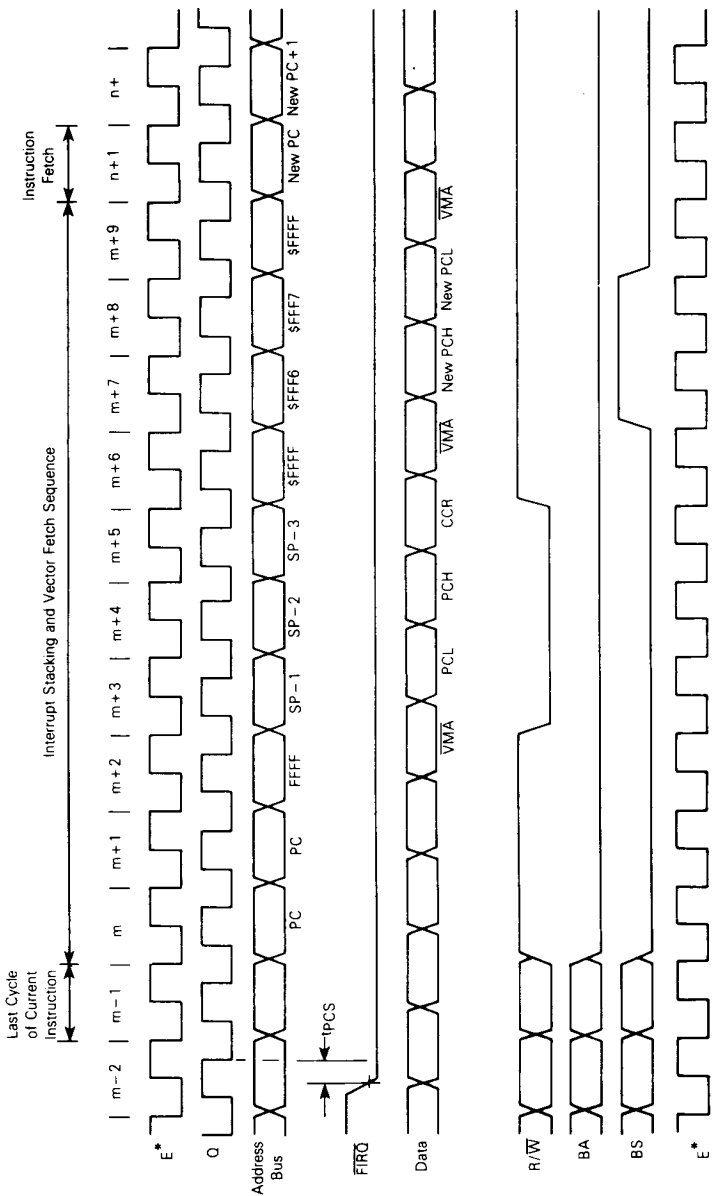 Last Cycle
of Current
Instruction
Interrupt Stacking and Vector Fetch Sequence
Instruction
Fetch
| m-2 | m-1 | m | m+1 | m+2 | m+3 | m+4 | m+5 | m+6 | m+7 | m+8 | m+9 | n+1 | n+ |
E*
Q
Address
Bus
PC PC FFFF SP-1 SP-2 SP-3 $FFFF $FFF6 $FFF7 $FFFF New PC New PC+1
tPCS
FIRQ
Data
VMA PCL PCH CCR VMA New PCH New PCL VMA
R/W
BA
BS
E*